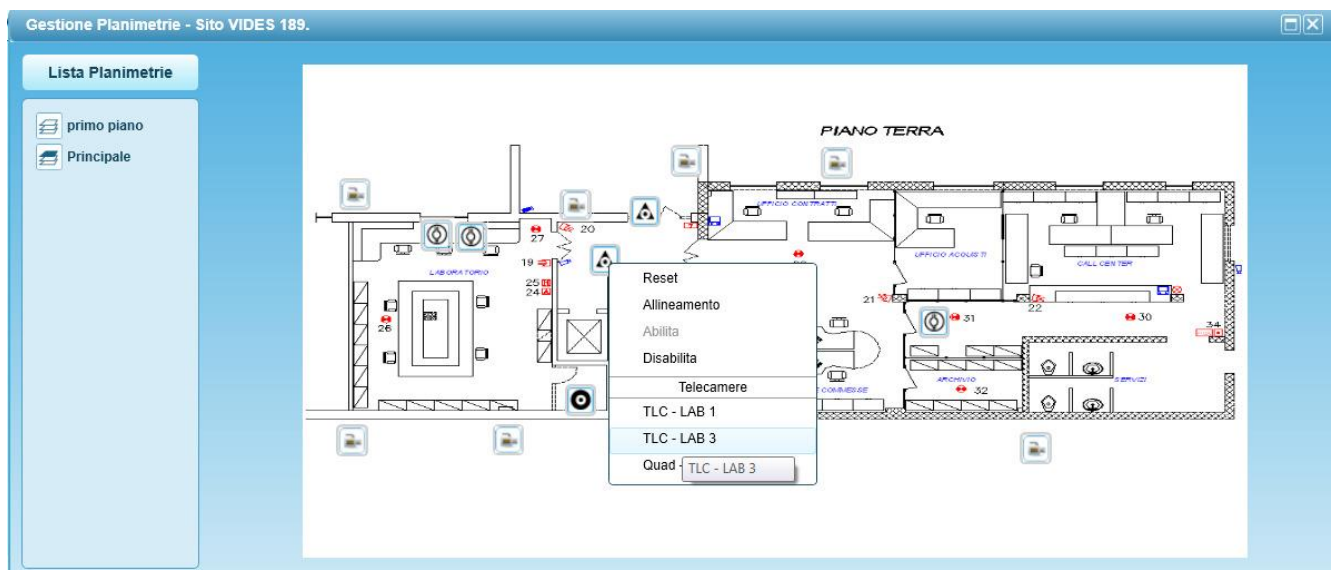 Gestione Planimetrie - Sito VIDES 189.
Lista Planimetrie
primo piano
Principale
PIANO TERRA
UFFICIO CONTRATTI
20
27
19
UFFICIO ACQUISTI
CALL CENTER
LABORATORIO
25
24
26
21
22
31
30
34
Reset
Allineamento
Abilita
Disabilita
Telecamere
TLC - LAB 1
TLC - LAB 3
Quad -
TLC - LAB 3
COMMESSE
ARCHIVIO
32
SERVIZI